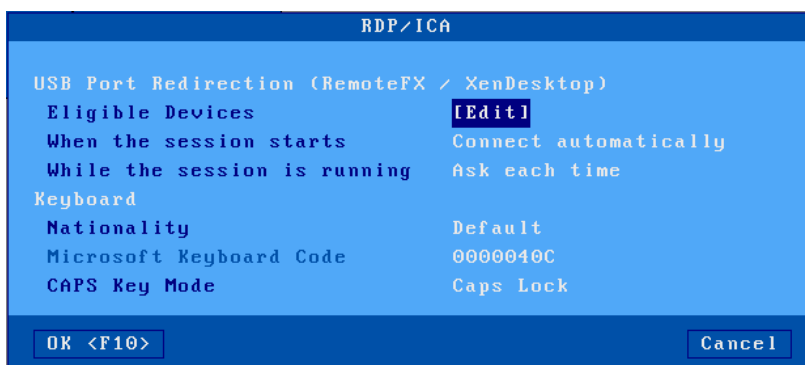 RDP/ICA
USB Port Redirection (RemoteFX / XenDesktop)
Eligible Devices [Edit]
When the session starts Connect automatically
While the session is running Ask each time
Keyboard
Nationality Default
Microsoft Keyboard Code 0000040C
CAPS Key Mode Caps Lock
OK <F10> Cancel